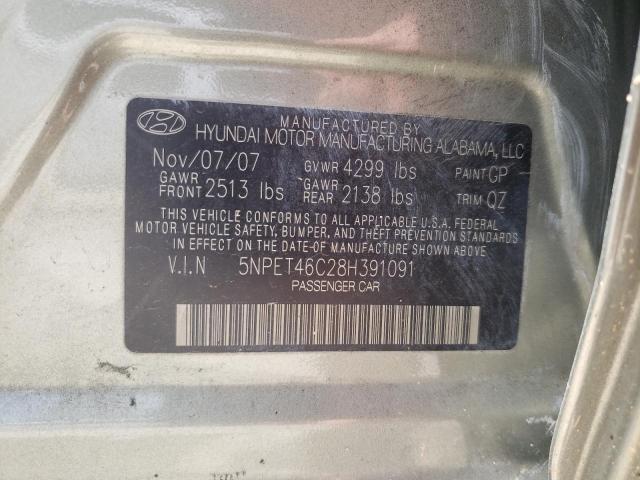 MANUFACTURED BY
HYUNDAI MOTOR MANUFACTURING ALABAMA, LLC
Nov/07/07 GVWR 4299 lbs PAINT GP
GAWR FRONT 2513 lbs GAWR REAR 2138 lbs TRIM QZ
THIS VEHICLE CONFORMS TO ALL APPLICABLE U.S.A. FEDERAL
MOTOR VEHICLE SAFETY, BUMPER, AND THEFT PREVENTION STANDARDS
IN EFFECT ON THE DATE OF MANUFACTURE SHOWN ABOVE.
V.I.N 5NPET46C28H391091
PASSENGER CAR